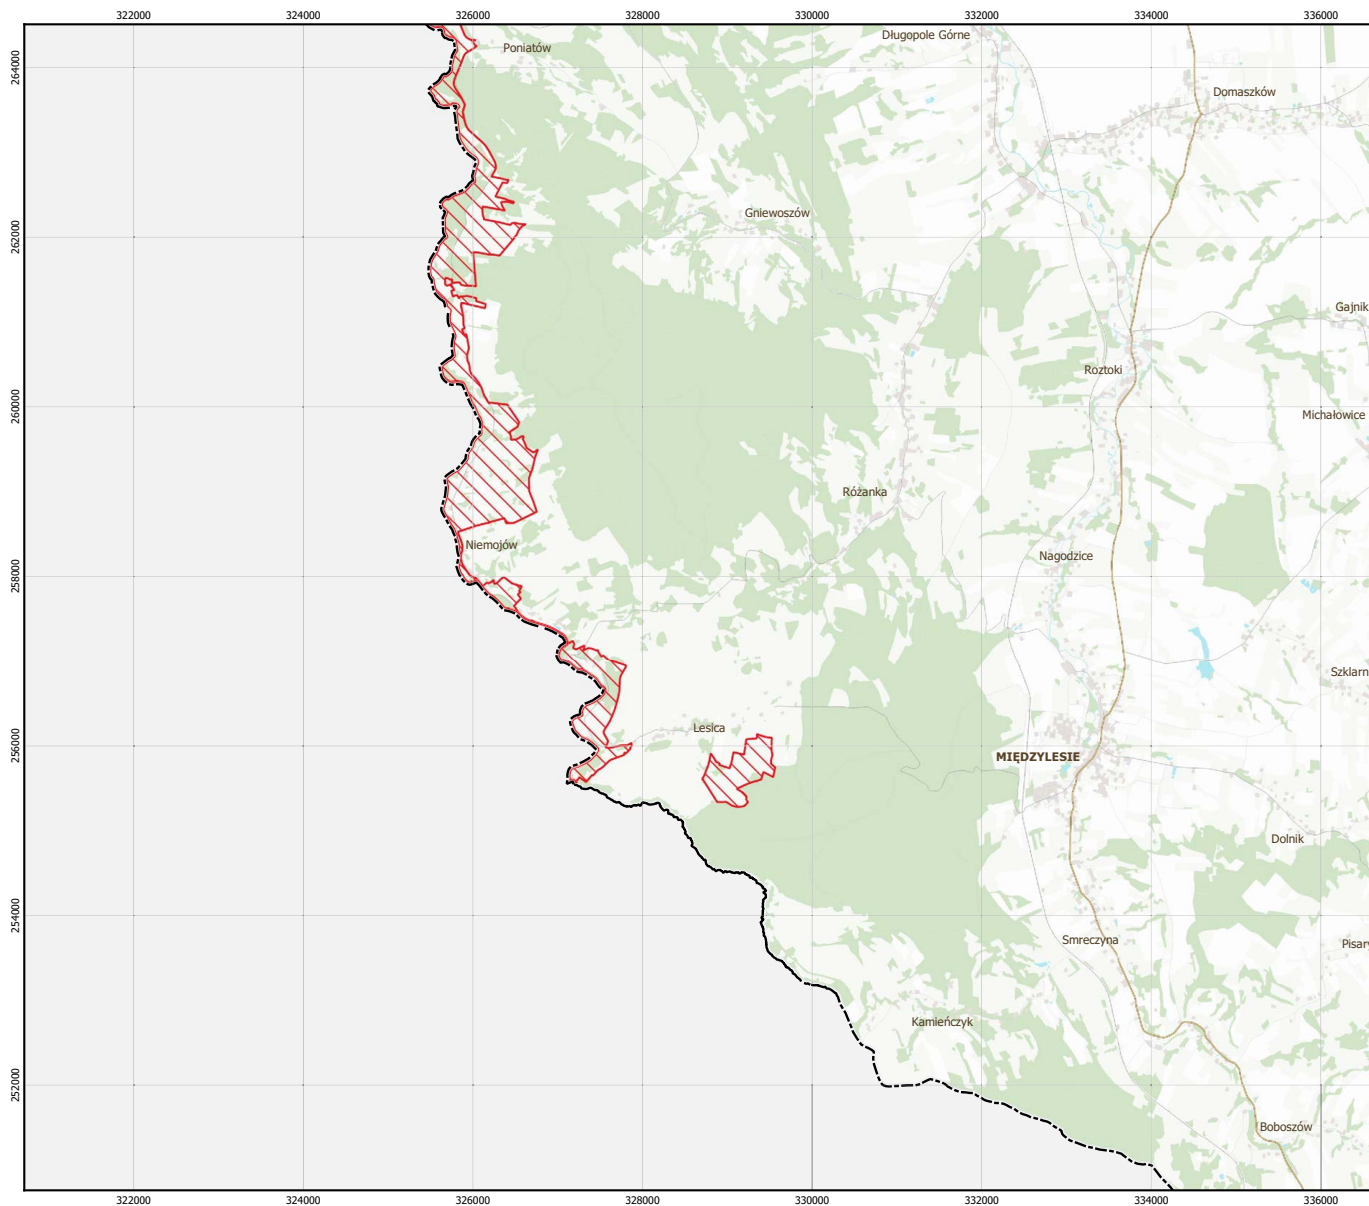 322000 324000 326000 328000 330000 332000 334000 336000
Poniatów
Długopole Górne
264000
Domaszków
Gniewoszów
262000
Gajnik
Roztoki
260000
Michałowice
Różanka
Niemojów
Nagodzice
258000
Szklarn
Lesica
256000
MIĘDZYLESIE
Dolnik
254000
Smreczyna
Pisar
Kamieńczyk
252000
Boboszów
322000 324000 326000 328000 330000 332000 334000 336000